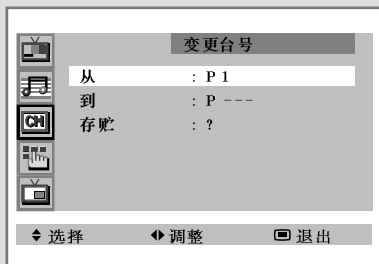 变更台号
从 : P 1
到 : P ---
CH
存贮 : ?
选择 调整 退出